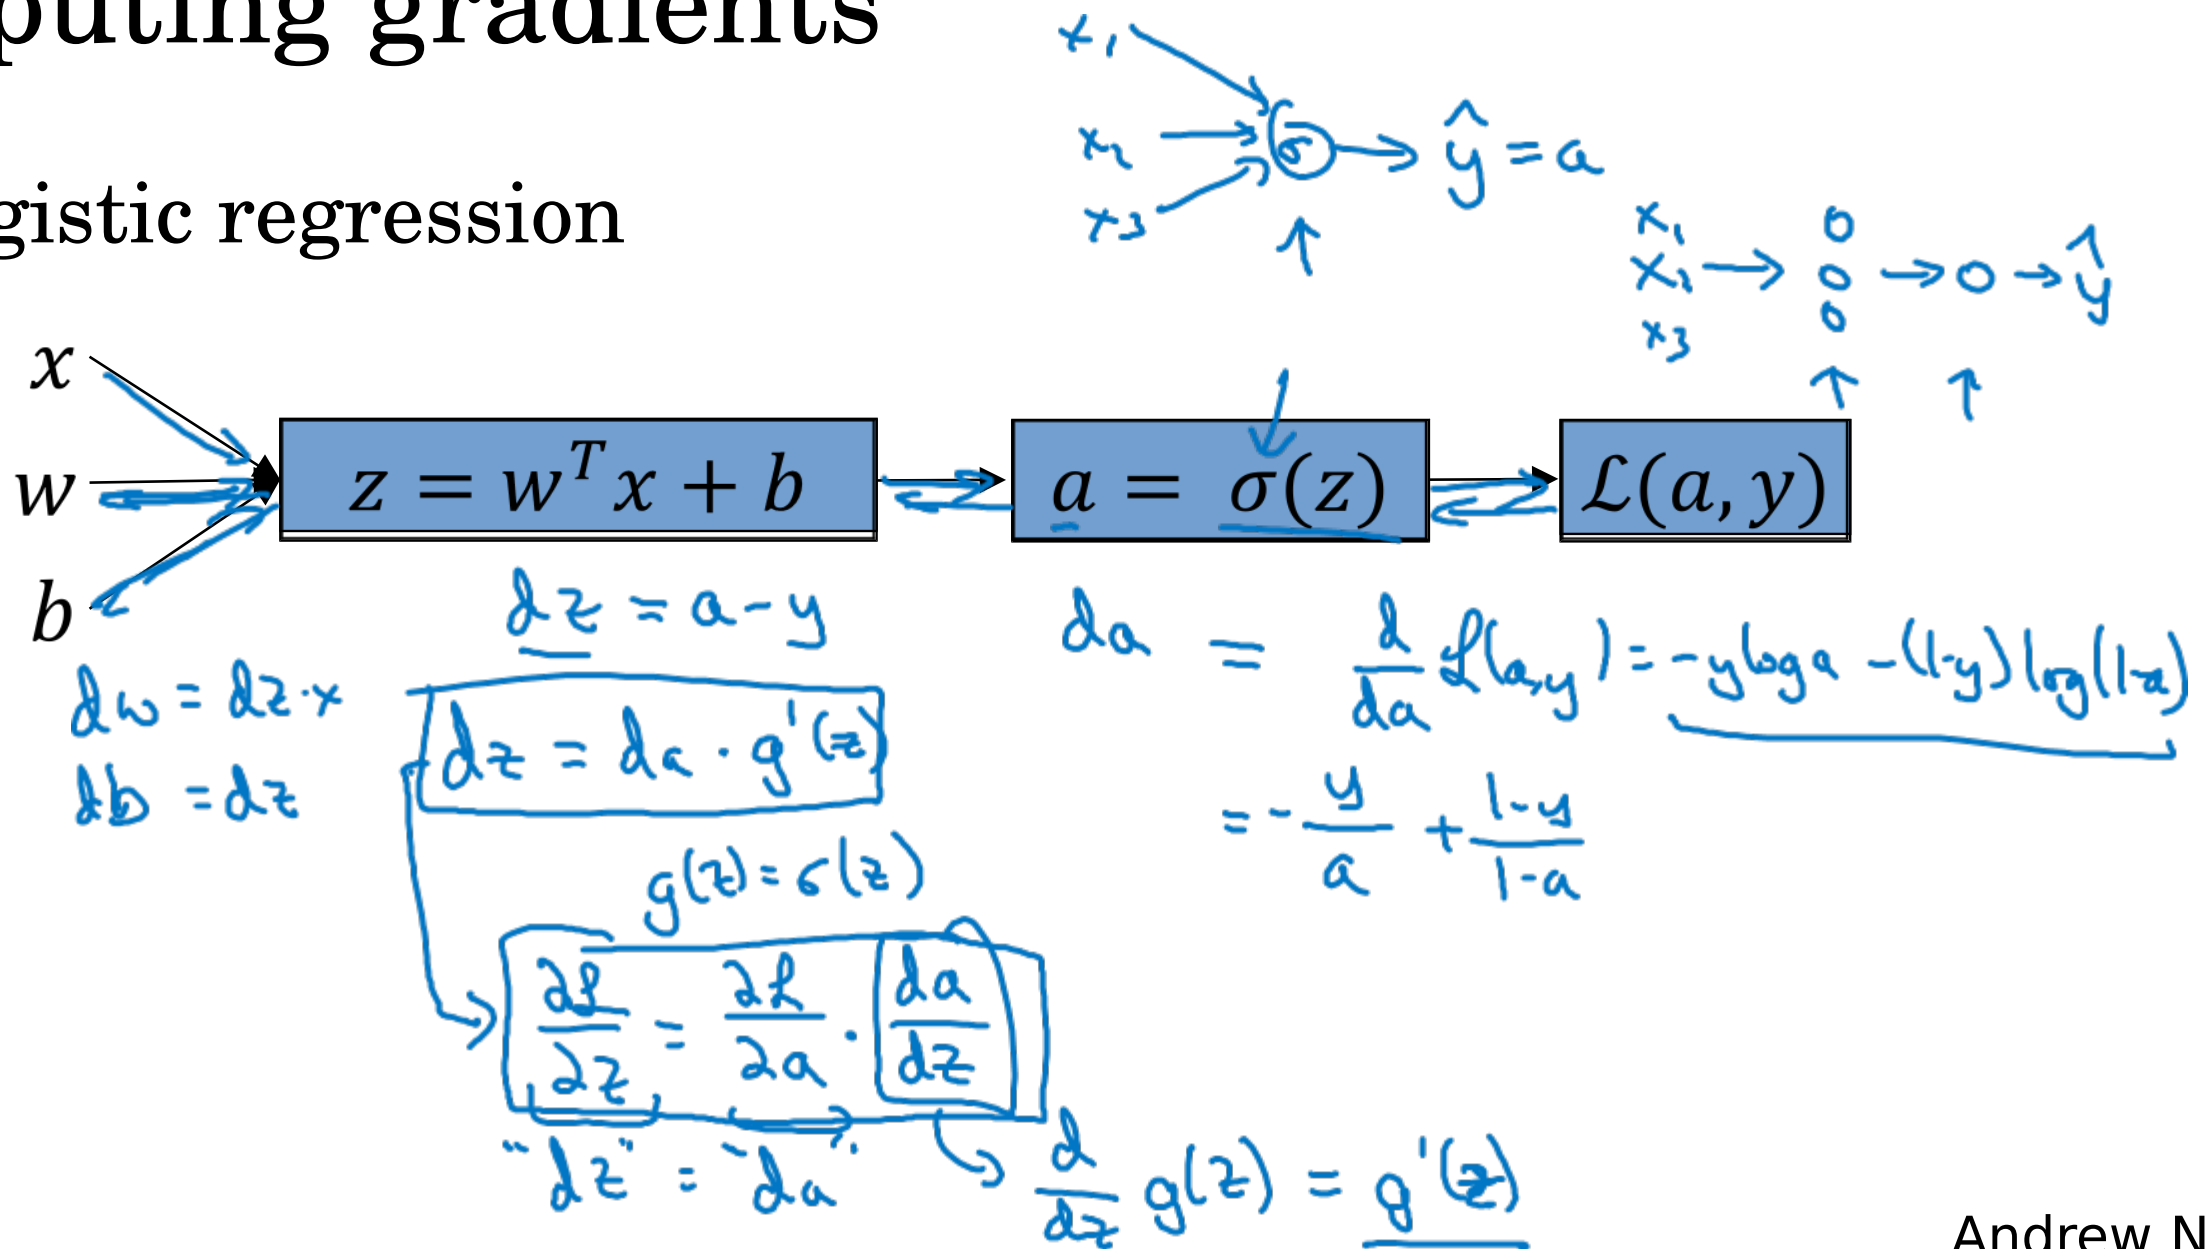 puting gradients
gistic regression
x₁
x₂
x₃
σ
ŷ = a
x₁
x₂
x₃
ŷ
x
w
b
z = wᵀx + b
a = σ(z)
ℒ(a, y)
dz = a - y
da = d/da ℒ(a,y) = -y log a - (1-y) log(1-a)
dw = dz·x
dz = da · g'(z)
db = dz
= - y/a + 1-y/1-a
g(z) = σ(z)
∂ℒ/∂z = ∂ℒ/∂a · da/dz
"dz" = "da"
d/dz g(z) = g'(z)
Andrew N